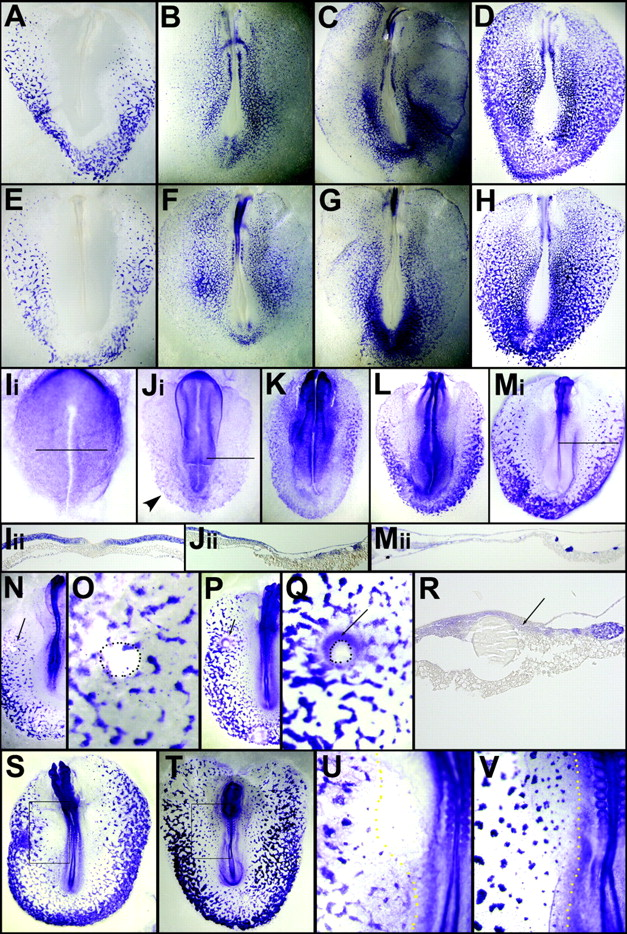 A B C D
E F G H
Ii Ji K L Mi
Iii Jii Mii
N O P Q R
S T U V